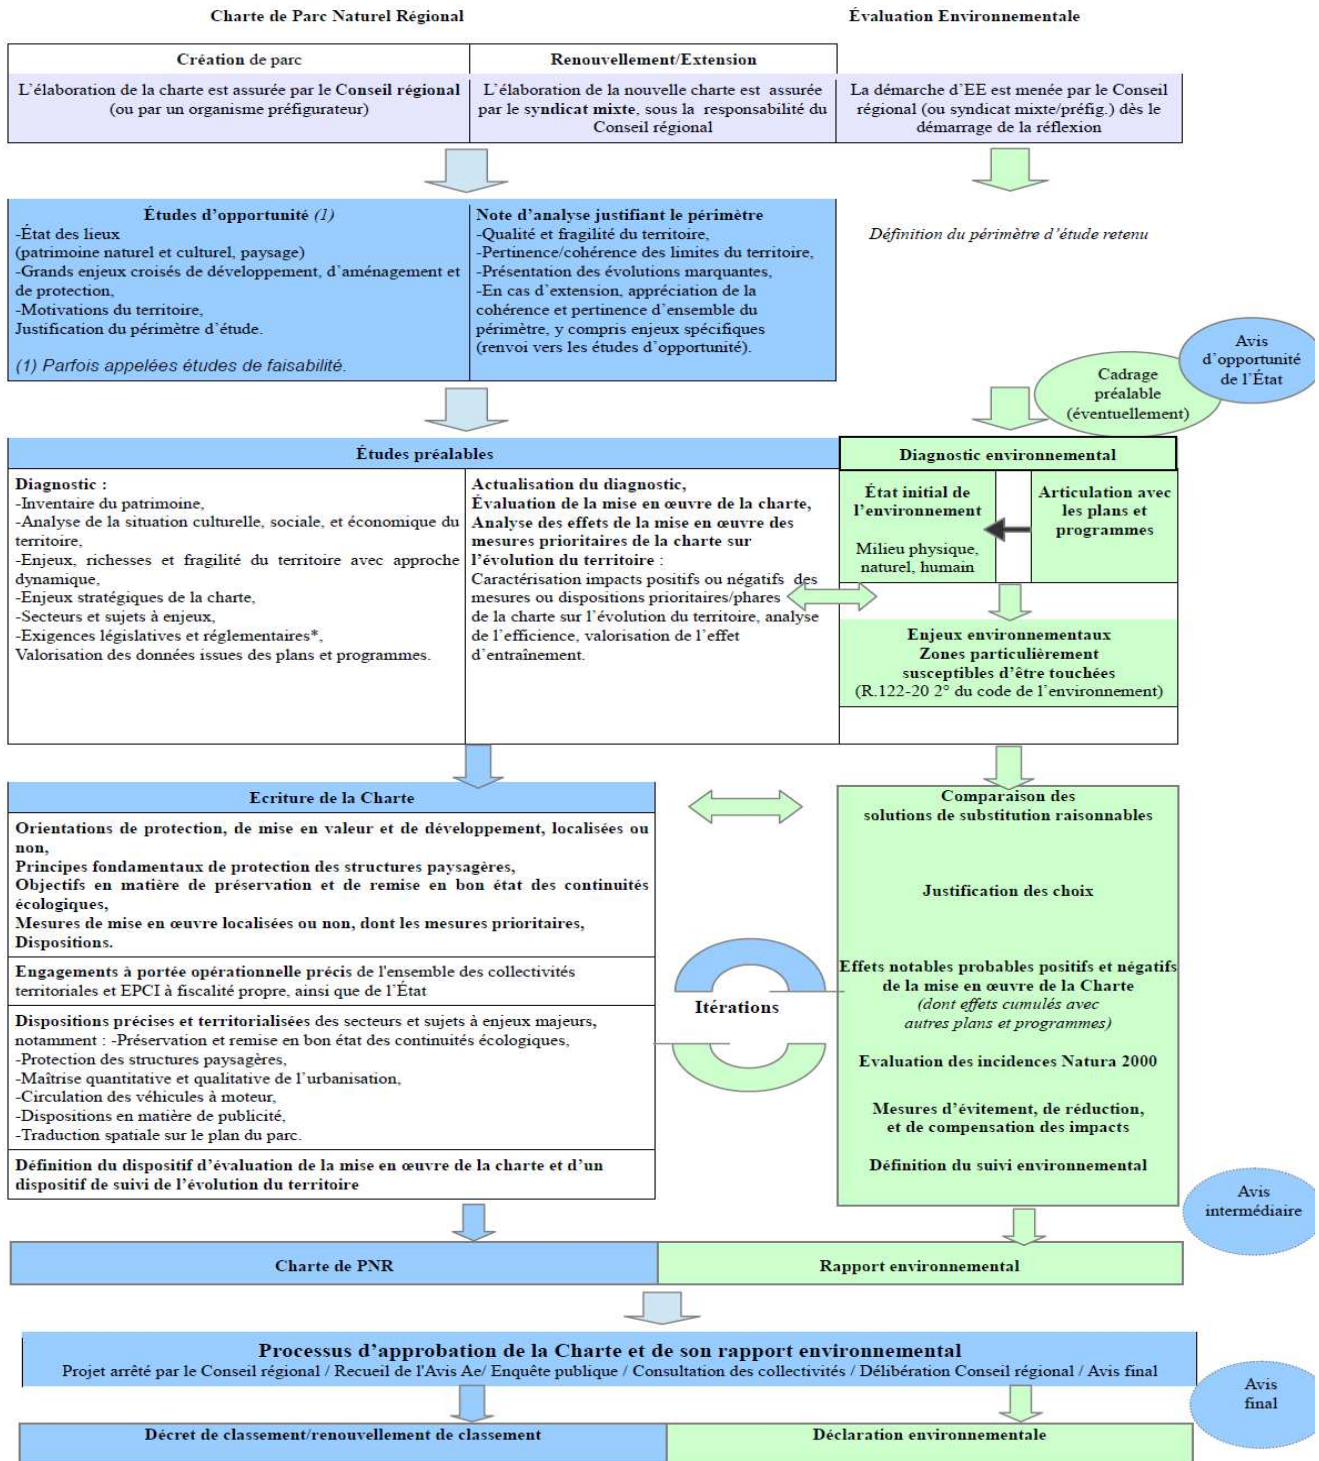 Charte de Parc Naturel Régional
Évaluation Environnementale
Création de parc
Renouvellement/Extension
L'élaboration de la charte est assurée par le Conseil régional
(ou par un organisme préfigurateur)
L'élaboration de la nouvelle charte est assurée
par le syndicat mixte, sous la responsabilité du
Conseil régional
La démarche d'EE est menée par le Conseil
régional (ou syndicat mixte/préfig.) dès le
démarrage de la réflexion
Études d'opportunité (1)
-État des lieux
(patrimoine naturel et culturel, paysage)
-Grands enjeux croisés de développement, d'aménagement et
de protection,
-Motivations du territoire,
Justification du périmètre d'étude.
(1) Parfois appelées études de faisabilité.
Note d'analyse justifiant le périmètre
-Qualité et fragilité du territoire,
-Pertinence/cohérence des limites du territoire,
-Présentation des évolutions marquantes,
-En cas d'extension, appréciation de la
cohérence et pertinence d'ensemble du
périmètre, y compris enjeux spécifiques
(renvoi vers les études d'opportunité).
Définition du périmètre d'étude retenu
Avis
d'opportunité
de l'État
Cadrage
préalable
(éventuellement)
Études préalables
Diagnostic :
-Inventaire du patrimoine,
-Analyse de la situation culturelle, sociale, et économique du
territoire,
-Enjeux, richesses et fragilité du territoire avec approche
dynamique,
-Enjeux stratégiques de la charte,
-Secteurs et sujets à enjeux,
-Exigences législatives et réglementaires*,
Valorisation des données issues des plans et programmes.
Actualisation du diagnostic,
Évaluation de la mise en œuvre de la charte,
Analyse des effets de la mise en œuvre des
mesures prioritaires de la charte sur
l'évolution du territoire :
Caractérisation impacts positifs ou négatifs des
mesures ou dispositions prioritaires/phares
de la charte sur l'évolution du territoire, analyse
de l'efficience, valorisation de l'effet
d'entraînement.
Diagnostic environnemental
État initial de
l'environnement
Milieu physique,
naturel, humain
Articulation avec
les plans et
programmes
Enjeux environnementaux
Zones particulièrement
susceptibles d'être touchées
(R.122-20 2° du code de l'environnement)
Ecriture de la Charte
Orientations de protection, de mise en valeur et de développement, localisées ou
non,
Principes fondamentaux de protection des structures paysagères,
Objectifs en matière de préservation et de remise en bon état des continuités
écologiques,
Mesures de mise en œuvre localisées ou non, dont les mesures prioritaires,
Dispositions.
Engagements à portée opérationnelle précis de l'ensemble des collectivités
territoriales et EPCI à fiscalité propre, ainsi que de l'État
Dispositions précises et territorialisées des secteurs et sujets à enjeux majeurs,
notamment : -Préservation et remise en bon état des continuités écologiques,
-Protection des structures paysagères,
-Maîtrise quantitative et qualitative de l'urbanisation,
-Circulation des véhicules à moteur,
-Dispositions en matière de publicité,
-Traduction spatiale sur le plan du parc.
Définition du dispositif d'évaluation de la mise en œuvre de la charte et d'un
dispositif de suivi de l'évolution du territoire
Itérations
Comparaison des
solutions de substitution raisonnables
Justification des choix
Effets notables probables positifs et négatifs
de la mise en œuvre de la Charte
(dont effets cumulés avec
autres plans et programmes)
Evaluation des incidences Natura 2000
Mesures d'évitement, de réduction,
et de compensation des impacts
Définition du suivi environnemental
Avis
intermédiaire
Charte de PNR
Rapport environnemental
Processus d'approbation de la Charte et de son rapport environnemental
Projet arrêté par le Conseil régional / Recueil de l'Avis Ae/ Enquête publique / Consultation des collectivités / Délibération Conseil régional / Avis final
Avis
final
Décret de classement/renouvellement de classement
Déclaration environnementale